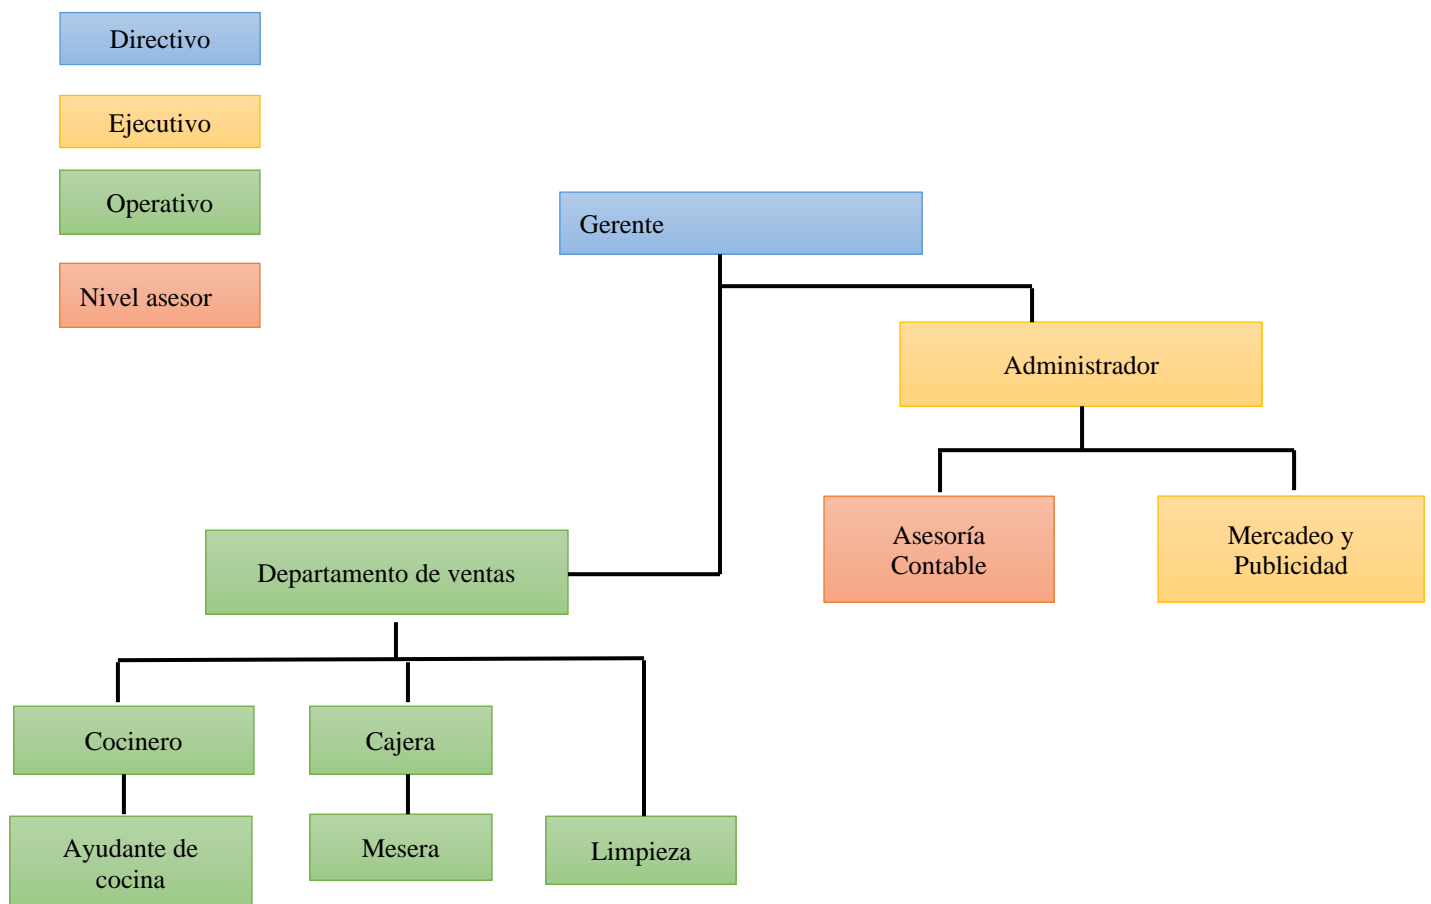 Directivo
Ejecutivo
Operativo
Nivel asesor
Gerente
Administrador
Asesoría
Contable
Mercadeo y
Publicidad
Departamento de ventas
Cocinero
Cajera
Ayudante de
cocina
Mesera
Limpieza